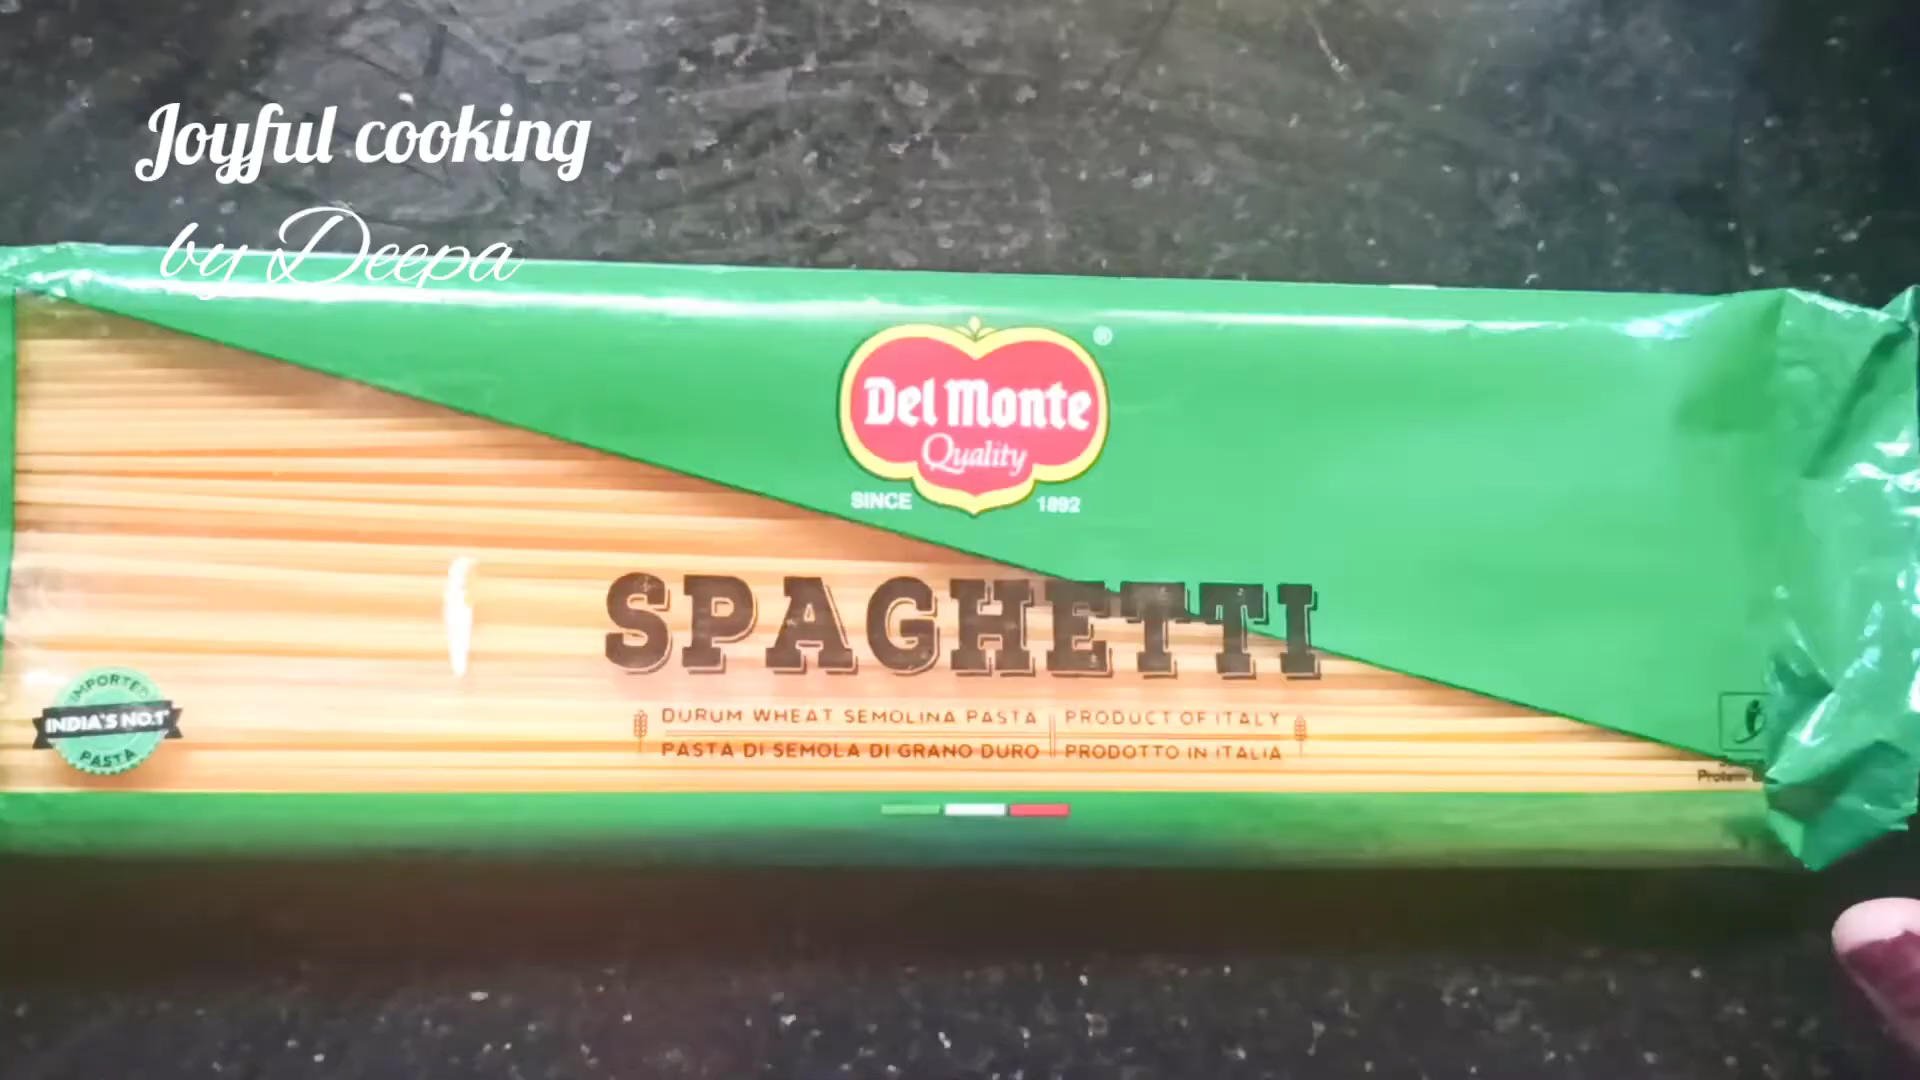 Joyful cooking
by Deepa
Del Monte
®
Quality
SINCE 1892
SPAGHETTI
DURUM WHEAT SEMOLINA PASTA PRODUCT OF ITALY
PASTA DI SEMOLA DI GRANO DURO PRODOTTO IN ITALIA
IMPORTED
INDIA'S NO.1*
PASTA
Protein